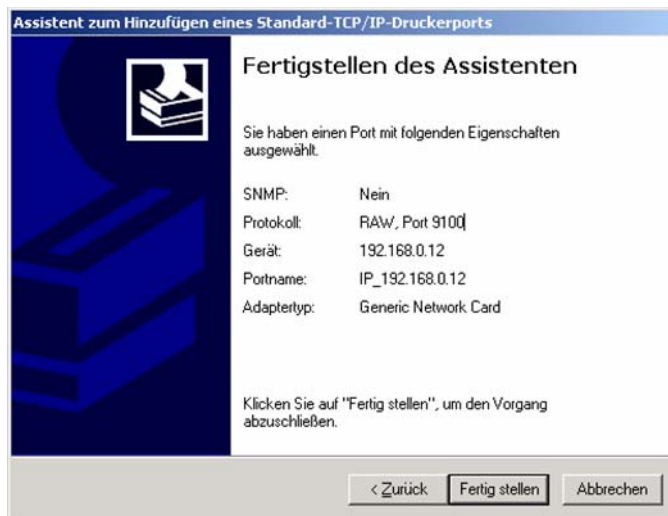 Assistent zum Hinzufügen eines Standard-TCP/IP-Druckerports
Fertigstellen des Assistenten
Sie haben einen Port mit folgenden Eigenschaften
ausgewählt.
SNMP: Nein
Protokoll: RAW, Port 9100
Gerät: 192.168.0.12
Portname: IP_192.168.0.12
Adaptertyp: Generic Network Card
Klicken Sie auf "Fertig stellen", um den Vorgang
abzuschließen.
< Zurück Fertig stellen Abbrechen